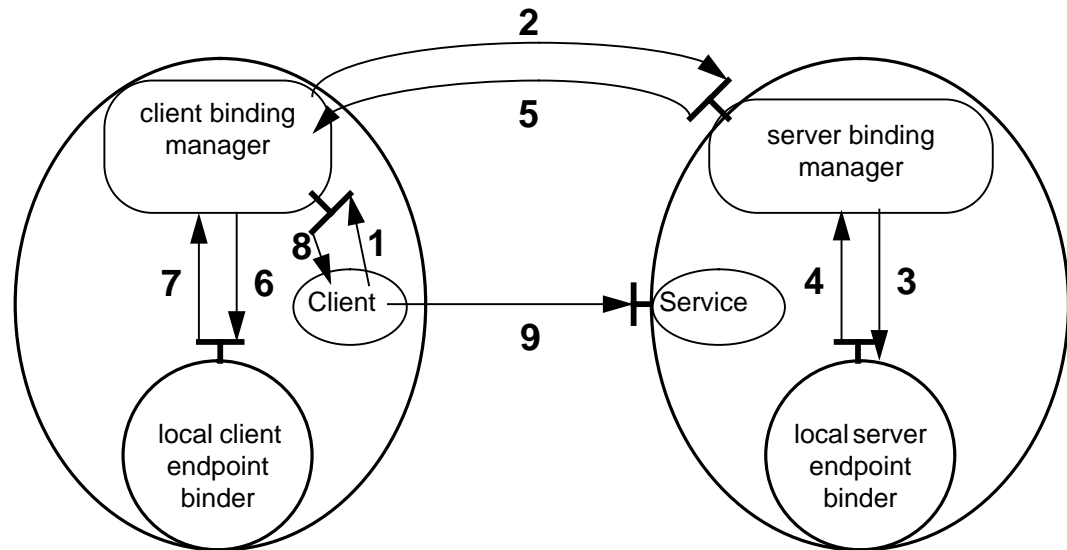 2
client binding
manager
5
server binding
manager
8
1
7
6
Client
9
Service
4
3
local client
endpoint
binder
local server
endpoint
binder